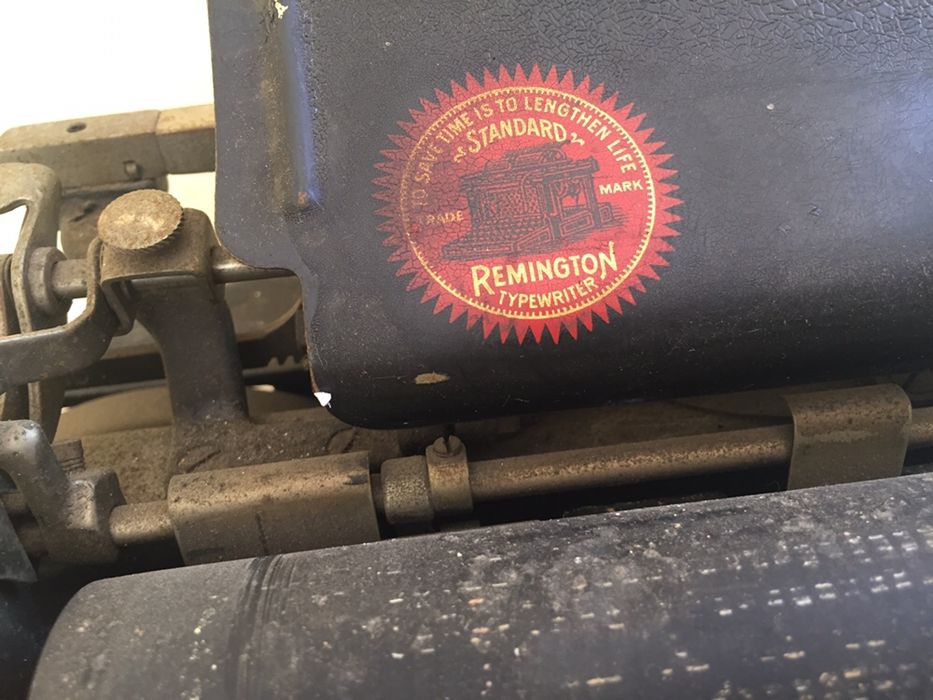 TO SAVE TIME IS TO LENGTHEN LIFE
STANDARD
TRADE MARK
REMINGTON
TYPEWRITER